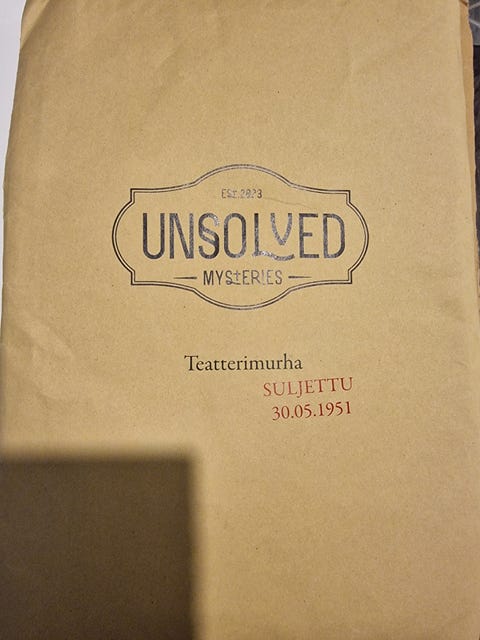 EST. 2023
UNSOLVED
MYSTERIES
Teatterimurha
SULJETTU
30.05.1951